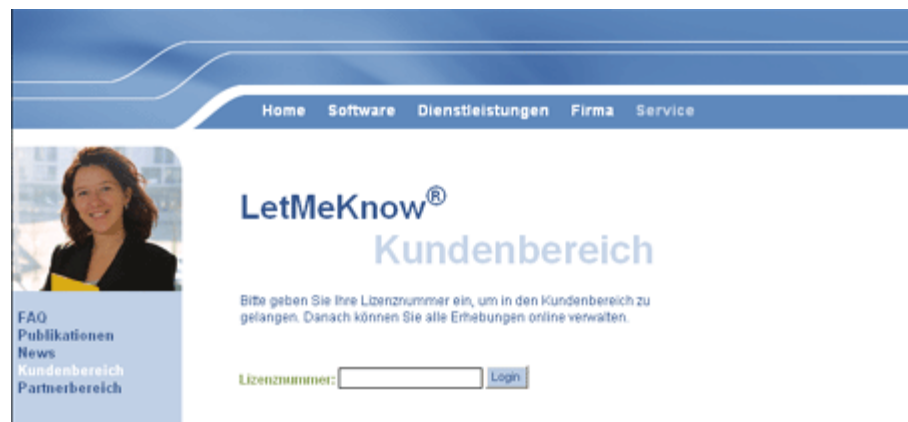 Home Software Dienstleistungen Firma Service
LetMeKnow®
Kundenbereich
Bitte geben Sie Ihre Lizenznummer ein, um in den Kundenbereich zu
gelangen. Danach können Sie alle Erhebungen online verwalten.
FAQ
Publikationen
News
Kundenbereich
Partnerbereich
Lizenznummer: Login